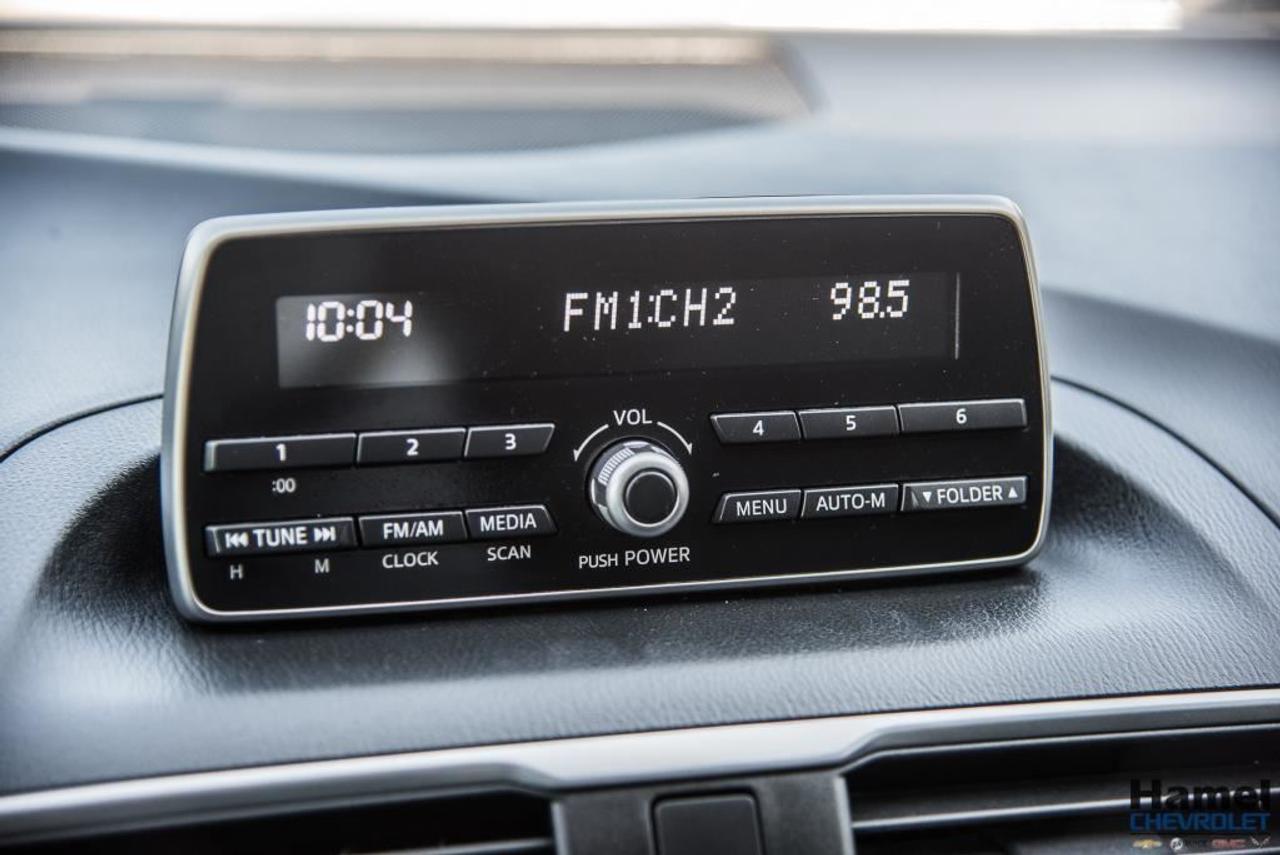 10:04 FM1:CH2 98.5
VOL
1 2 3 4 5 6
:00
TUNE FM/AM MEDIA MENU AUTO-M ▼ FOLDER ▲
H M CLOCK SCAN PUSH POWER
Hamel
CHEVROLET
GMC